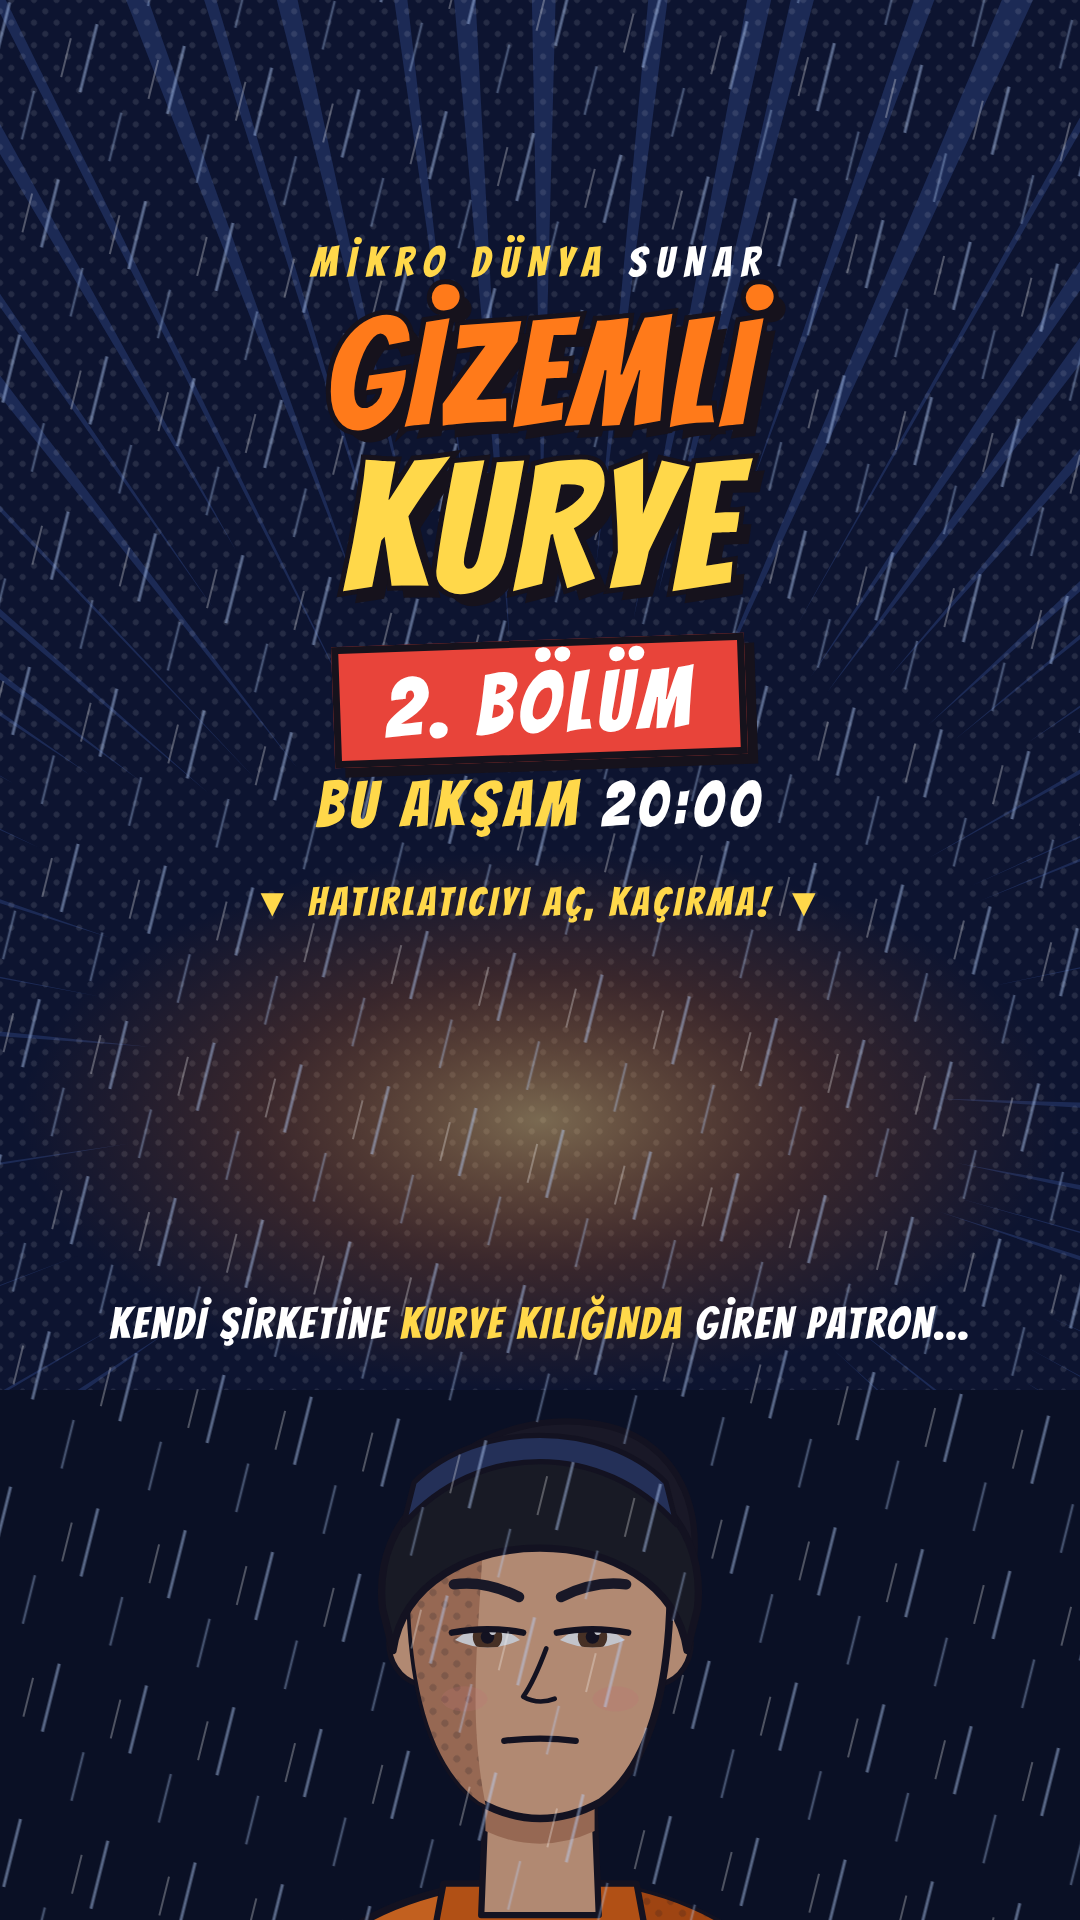 MİKRO DÜNYA SUNAR
GİZEMLİ
KURYE
2. BÖLÜM
BU AKŞAM 20:00
▼ HATIRLATICIYI AÇ, KAÇIRMA! ▼
KENDİ ŞİRKETİNE KURYE KILIĞINDA GİREN PATRON...